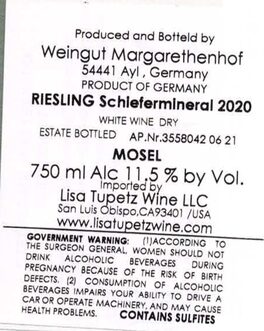 Produced and Botteld by
Weingut Margarethenhof
54441 Ayl , Germany
PRODUCT OF GERMANY
RIESLING Schiefermineral 2020
WHITE WINE DRY
ESTATE BOTTLED AP.Nr.3558042 06 21
MOSEL
750 ml Alc 11.5 % by Vol.
Imported by
Lisa Tupetz Wine LLC
San Luis Obispo,CA93401 /USA
www.lisatupetzwine.com
GOVERNMENT WARNING: (1)ACCORDING TO
THE SURGEON GENERAL, WOMEN SHOULD NOT
DRINK ALCOHOLIC BEVERAGES DURING
PREGNANCY BECAUSE OF THE RISK OF BIRTH
DEFECTS. (2) CONSUMPTION OF ALCOHOLIC
BEVERAGES IMPAIRS YOUR ABILITY TO DRIVE A
CAR OR OPERATE MACHINERY, AND MAY CAUSE
HEALTH PROBLEMS. CONTAINS SULFITES